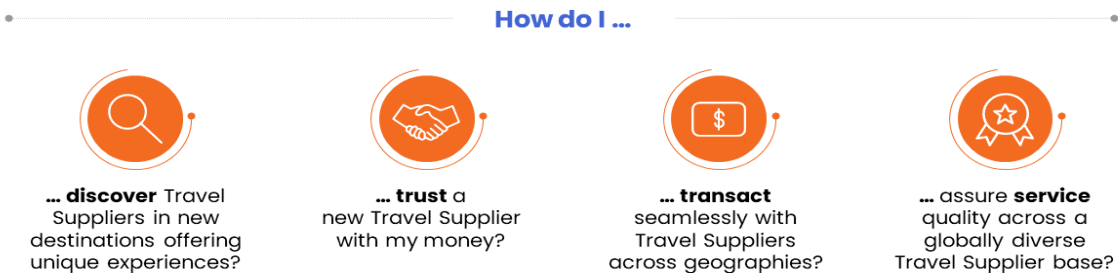 How do I ...
... discover Travel
Suppliers in new
destinations offering
unique experiences?
... trust a
new Travel Supplier
with my money?
... transact
seamlessly with
Travel Suppliers
across geographies?
... assure service
quality across a
globally diverse
Travel Supplier base?
$